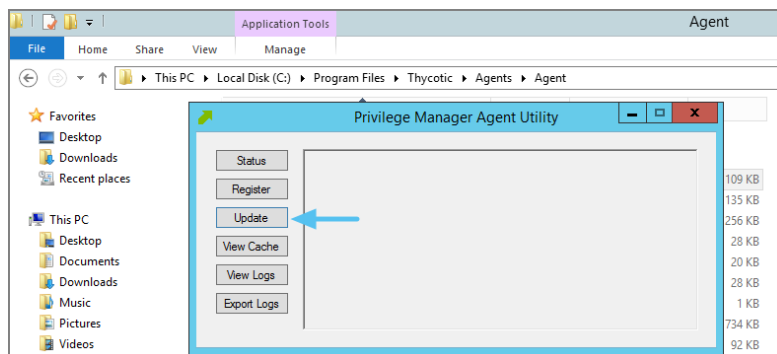 Application Tools
Agent
File Home Share View Manage
This PC Local Disk (C:) Program Files Thycotic Agents Agent
Favorites
Desktop
Downloads
Recent places
This PC
Desktop
Documents
Downloads
Music
Pictures
Videos
Privilege Manager Agent Utility
Status
Register
Update
View Cache
View Logs
Export Logs
109 KB
135 KB
256 KB
28 KB
20 KB
28 KB
1 KB
734 KB
92 KB